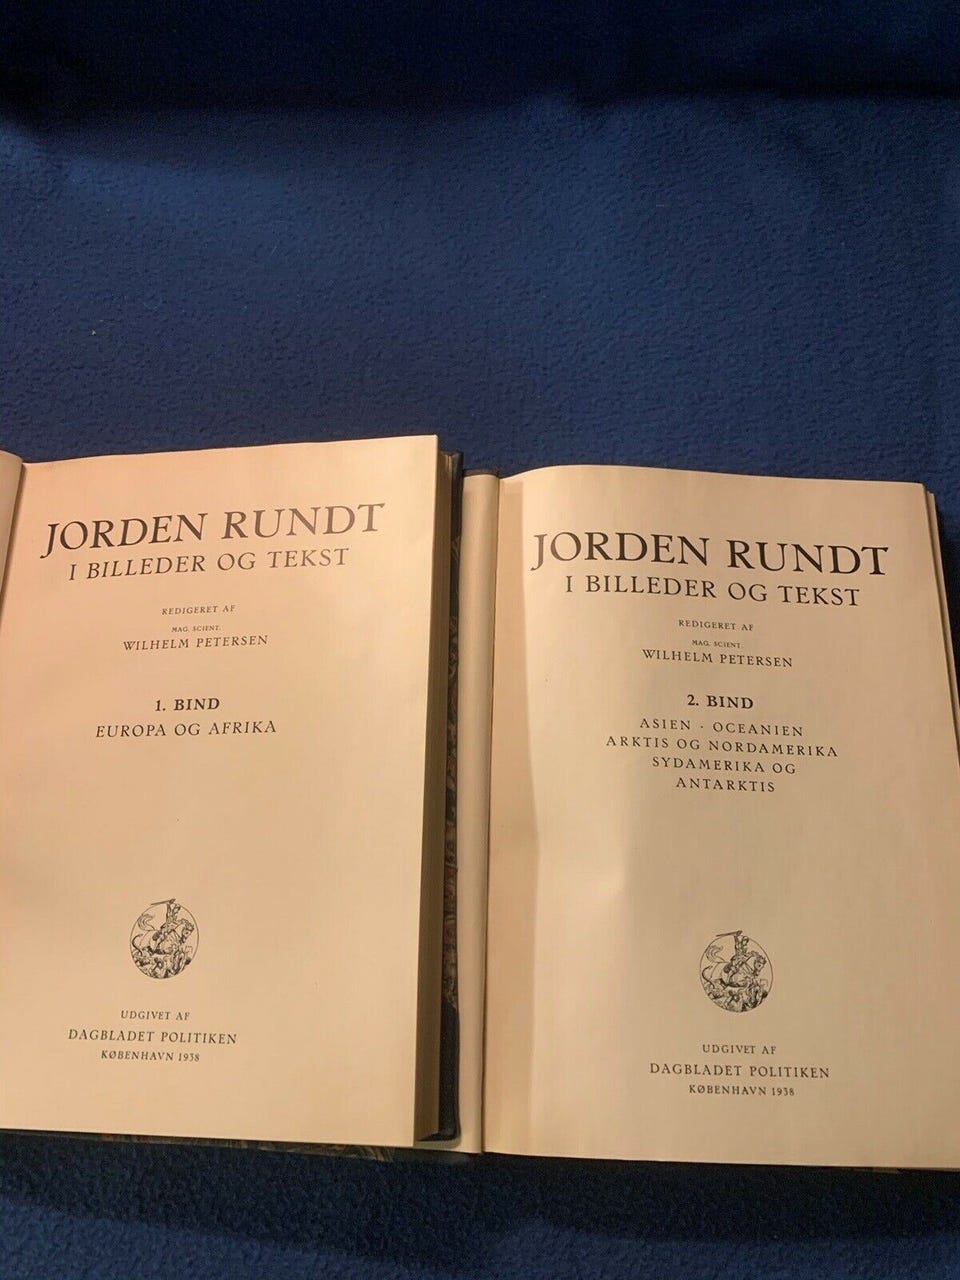 JORDEN RUNDT
I BILLEDER OG TEKST
REDIGERET AF
MAG. SCIENT.
WILHELM PETERSEN
1. BIND
EUROPA OG AFRIKA
UDGIVET AF
DAGBLADET POLITIKEN
KØBENHAVN 1938
JORDEN RUNDT
I BILLEDER OG TEKST
REDIGERET AF
MAG. SCIENT.
WILHELM PETERSEN
2. BIND
ASIEN · OCEANIEN
ARKTIS OG NORDAMERIKA
SYDAMERIKA OG
ANTARKTIS
UDGIVET AF
DAGBLADET POLITIKEN
KØBENHAVN 1938